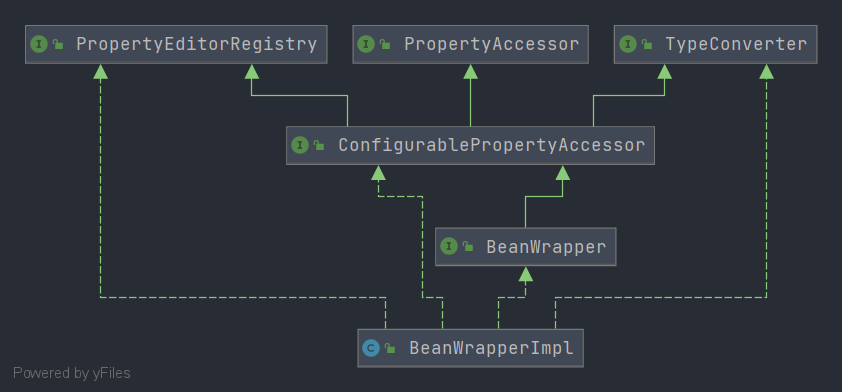 I PropertyEditorRegistry
I PropertyAccessor
I TypeConverter
I ConfigurablePropertyAccessor
I BeanWrapper
C BeanWrapperImpl
Powered by yFiles